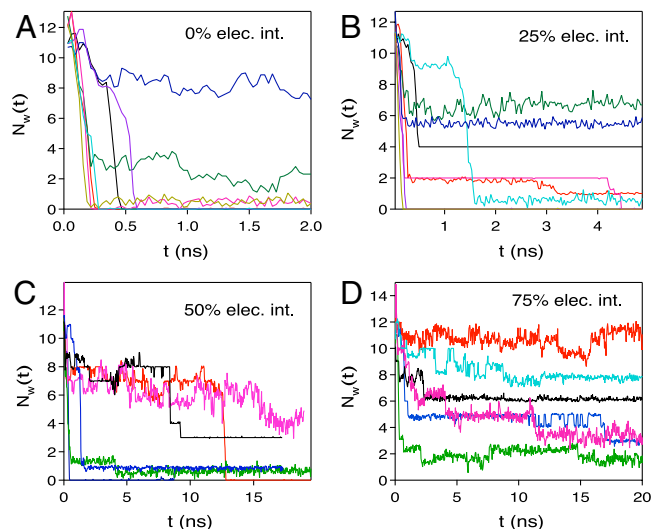 A
0% elec. int.
N_w(t)
14
12
10
8
6
4
2
0
0.0 0.5 1.0 1.5 2.0
t (ns)
B
25% elec. int.
N_w(t)
12
10
8
6
4
2
0
1 2 3 4
t (ns)
C
50% elec. int.
N_w(t)
14
12
10
8
6
4
2
0
0 5 10 15
t (ns)
D
75% elec. int.
N_w(t)
14
12
10
8
6
4
2
0
0 5 10 15 20
t (ns)